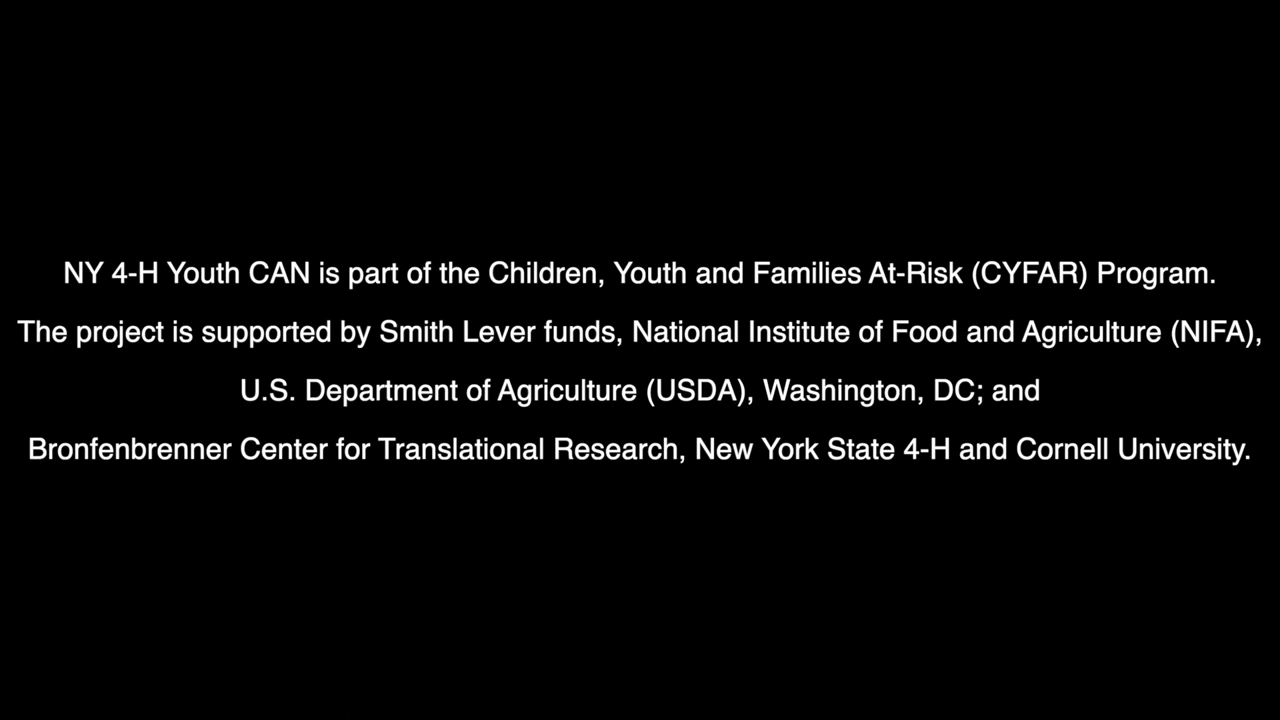 NY 4-H Youth CAN is part of the Children, Youth and Families At-Risk (CYFAR) Program.
The project is supported by Smith Lever funds, National Institute of Food and Agriculture (NIFA),
U.S. Department of Agriculture (USDA), Washington, DC; and
Bronfenbrenner Center for Translational Research, New York State 4-H and Cornell University.